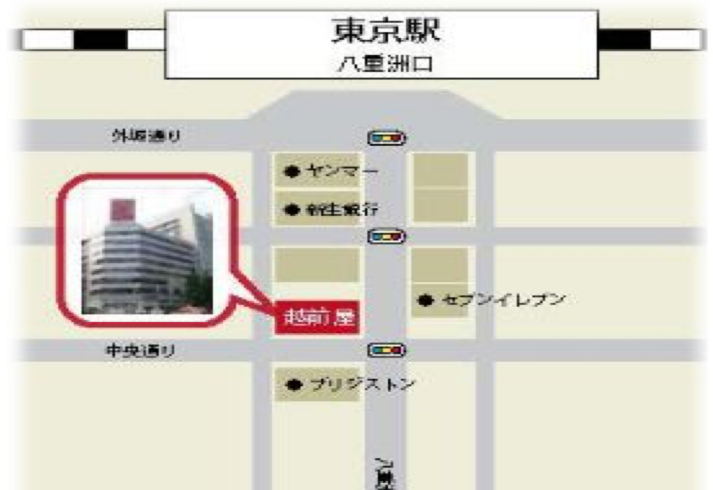 東京駅
八重洲口
外堀通り
ヤンマー
新生銀行
セブンイレブン
越前屋
中央通り
ブリジストン
八重